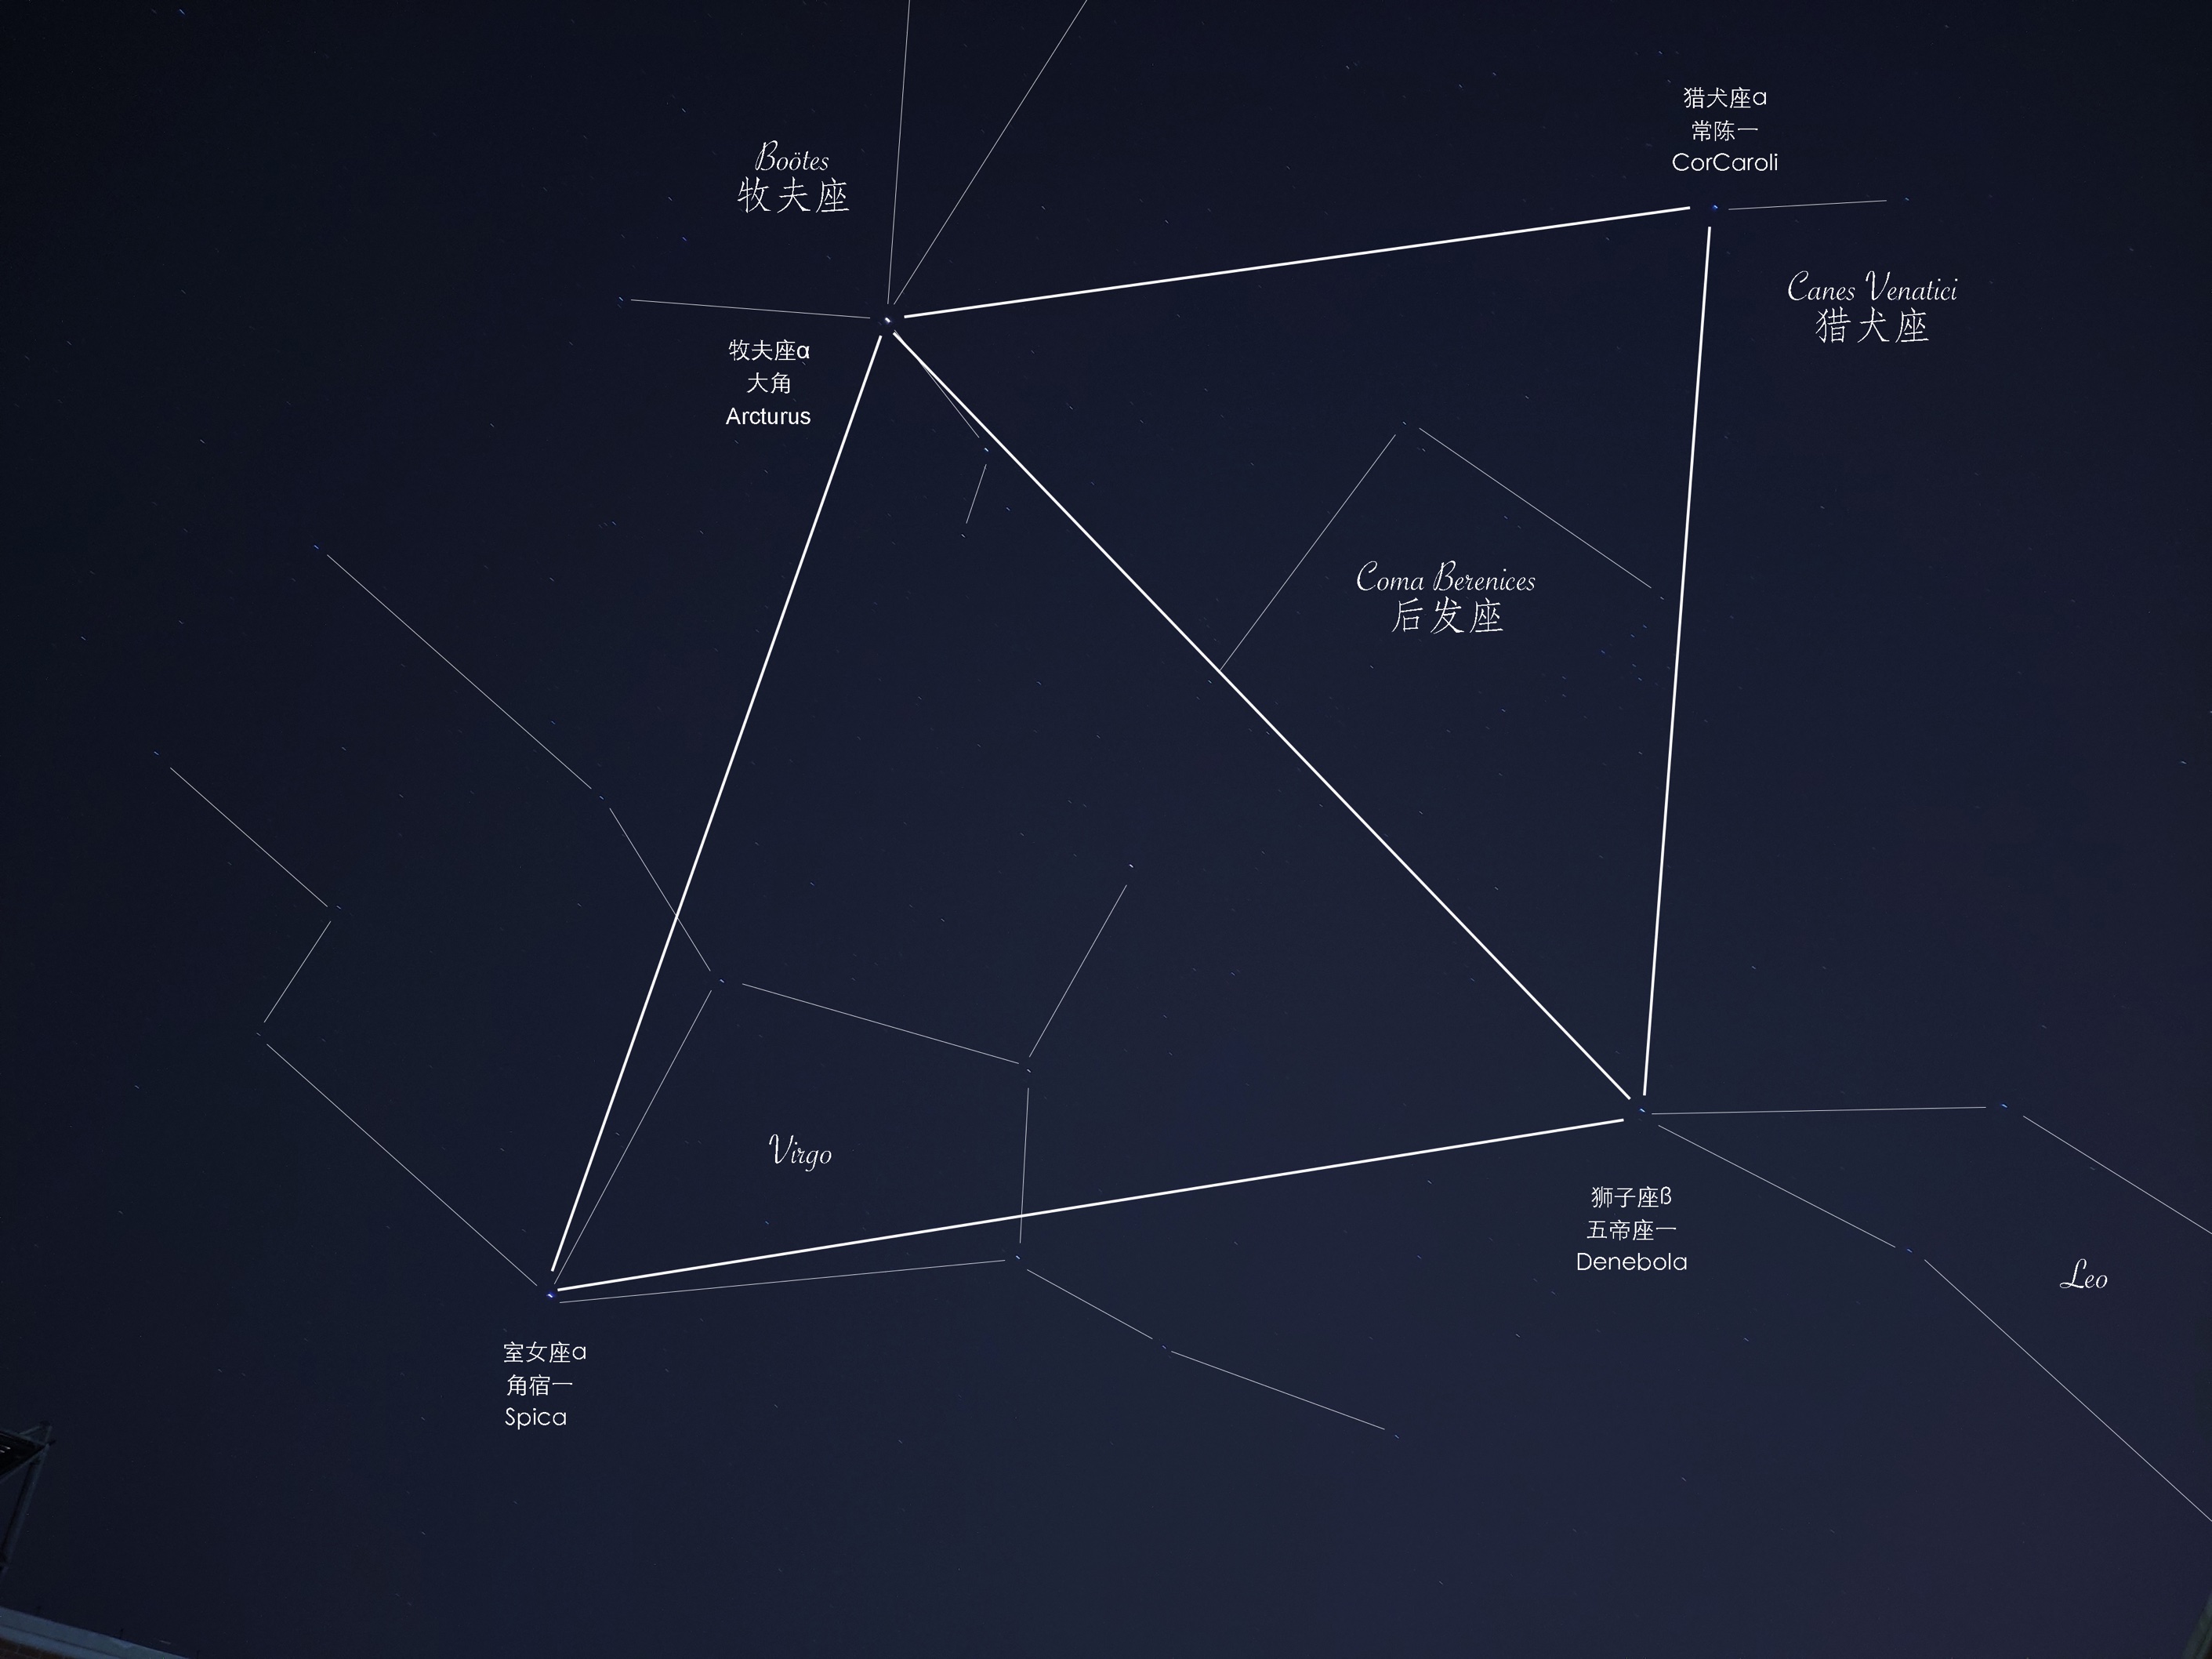 猎犬座α
常陈一
CorCaroli
Boötes
牧夫座
Canes Venatici
猎犬座
牧夫座α
大角
Arcturus
Coma Berenices
后发座
Virgo
狮子座β
五帝座一
Denebola
Leo
室女座α
角宿一
Spica